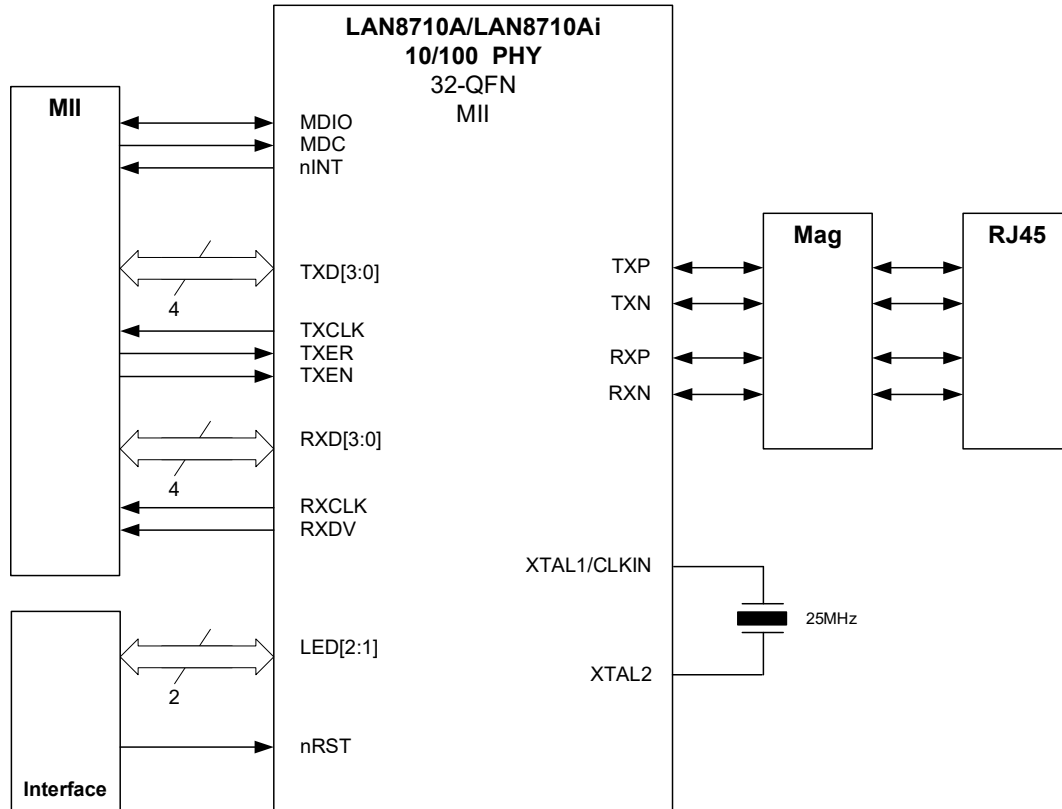 LAN8710A/LAN8710Ai
10/100 PHY
32-QFN
MII
MII
MDIO
MDC
nINT
TXD[3:0]
4
TXCLK
TXER
TXEN
RXD[3:0]
4
RXCLK
RXDV
TXP
TXN
RXP
RXN
Mag
RJ45
XTAL1/CLKIN
25MHz
XTAL2
LED[2:1]
2
nRST
Interface